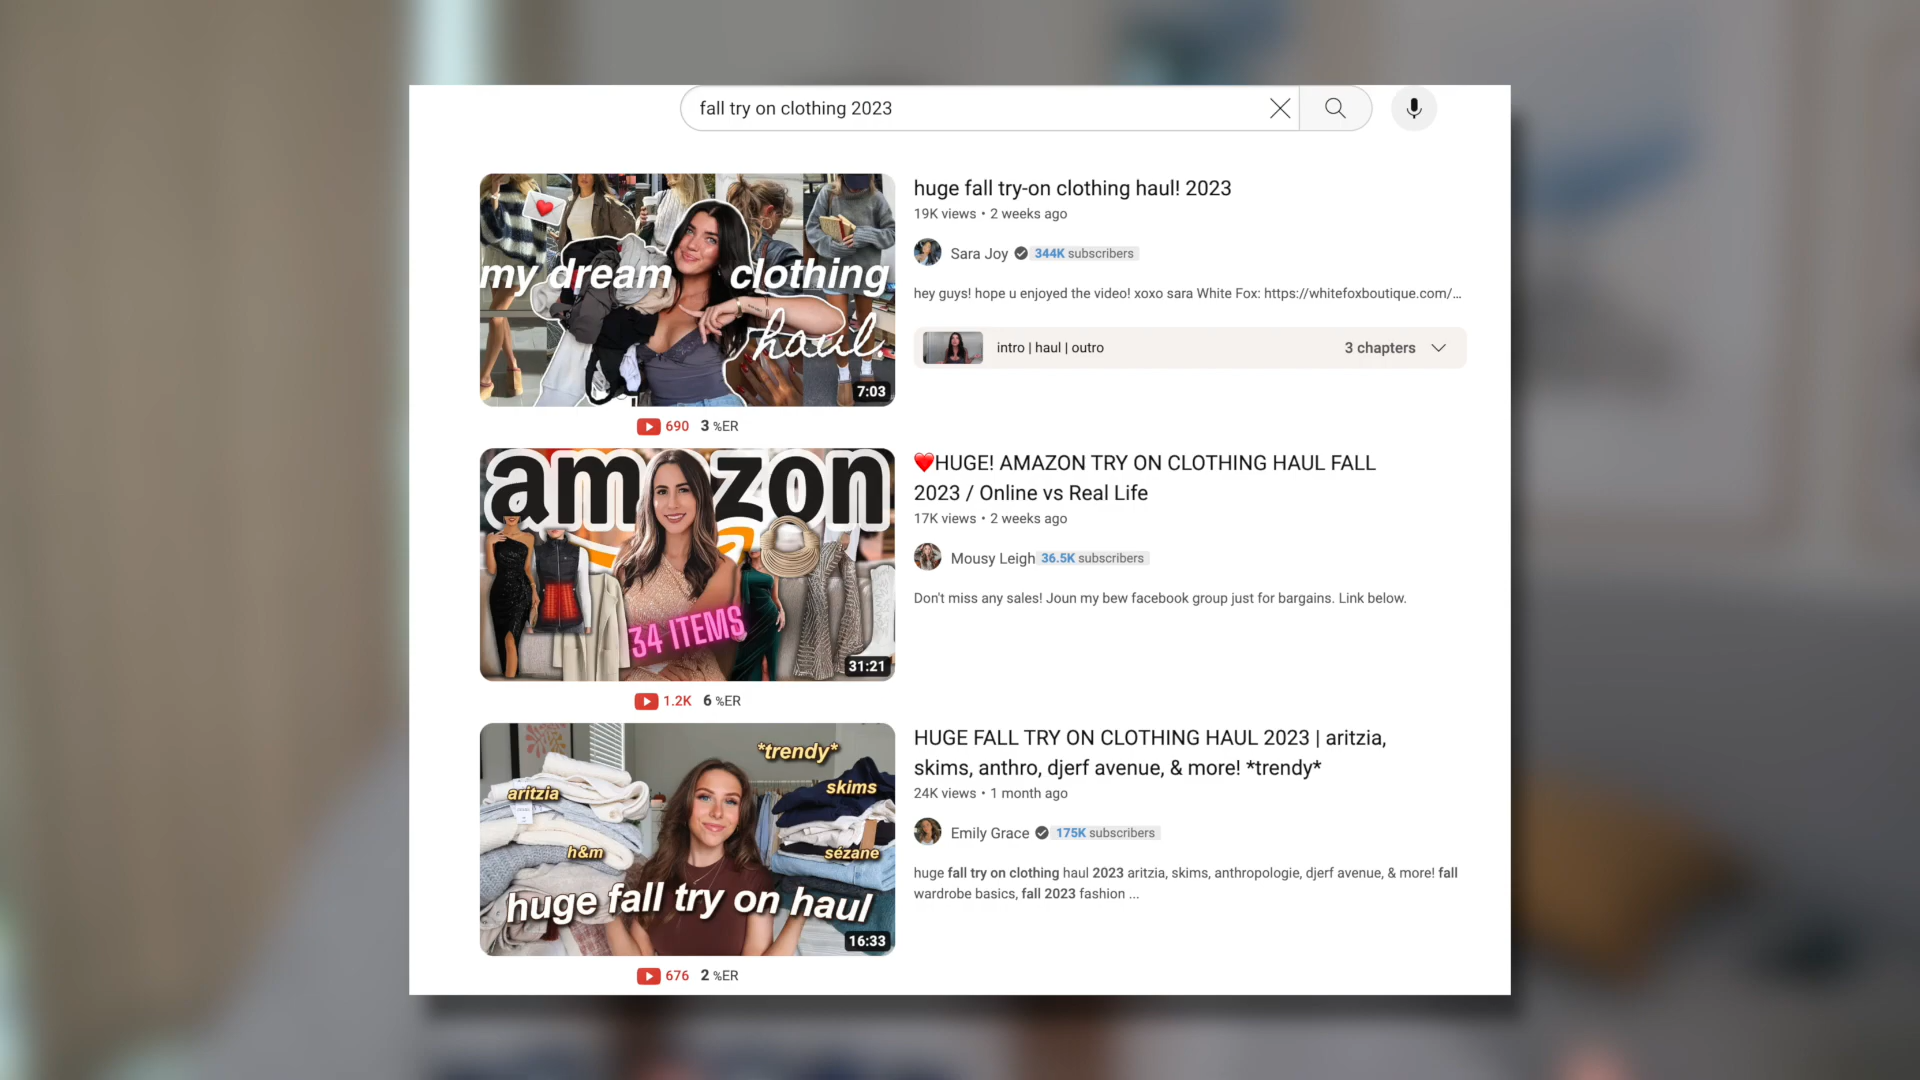 fall try on clothing 2023
my dream clothing
haul.
7:03
huge fall try-on clothing haul! 2023
19K views • 2 weeks ago
Sara Joy 344K subscribers
hey guys! hope u enjoyed the video! xoxo sara White Fox: https://whitefoxboutique.com/...
intro | haul | outro 3 chapters
690 3 %ER
amazon
34 ITEMS
31:21
❤️HUGE! AMAZON TRY ON CLOTHING HAUL FALL
2023 / Online vs Real Life
17K views • 2 weeks ago
Mousy Leigh 36.5K subscribers
Don't miss any sales! Joun my bew facebook group just for bargains. Link below.
1.2K 6 %ER
*trendy*
aritzia
skims
h&m
sézane
huge fall try on haul
16:33
HUGE FALL TRY ON CLOTHING HAUL 2023 | aritzia,
skims, anthro, djerf avenue, & more! *trendy*
24K views • 1 month ago
Emily Grace 175K subscribers
huge fall try on clothing haul 2023 aritzia, skims, anthropologie, djerf avenue, & more! fall
wardrobe basics, fall 2023 fashion ...
676 2 %ER